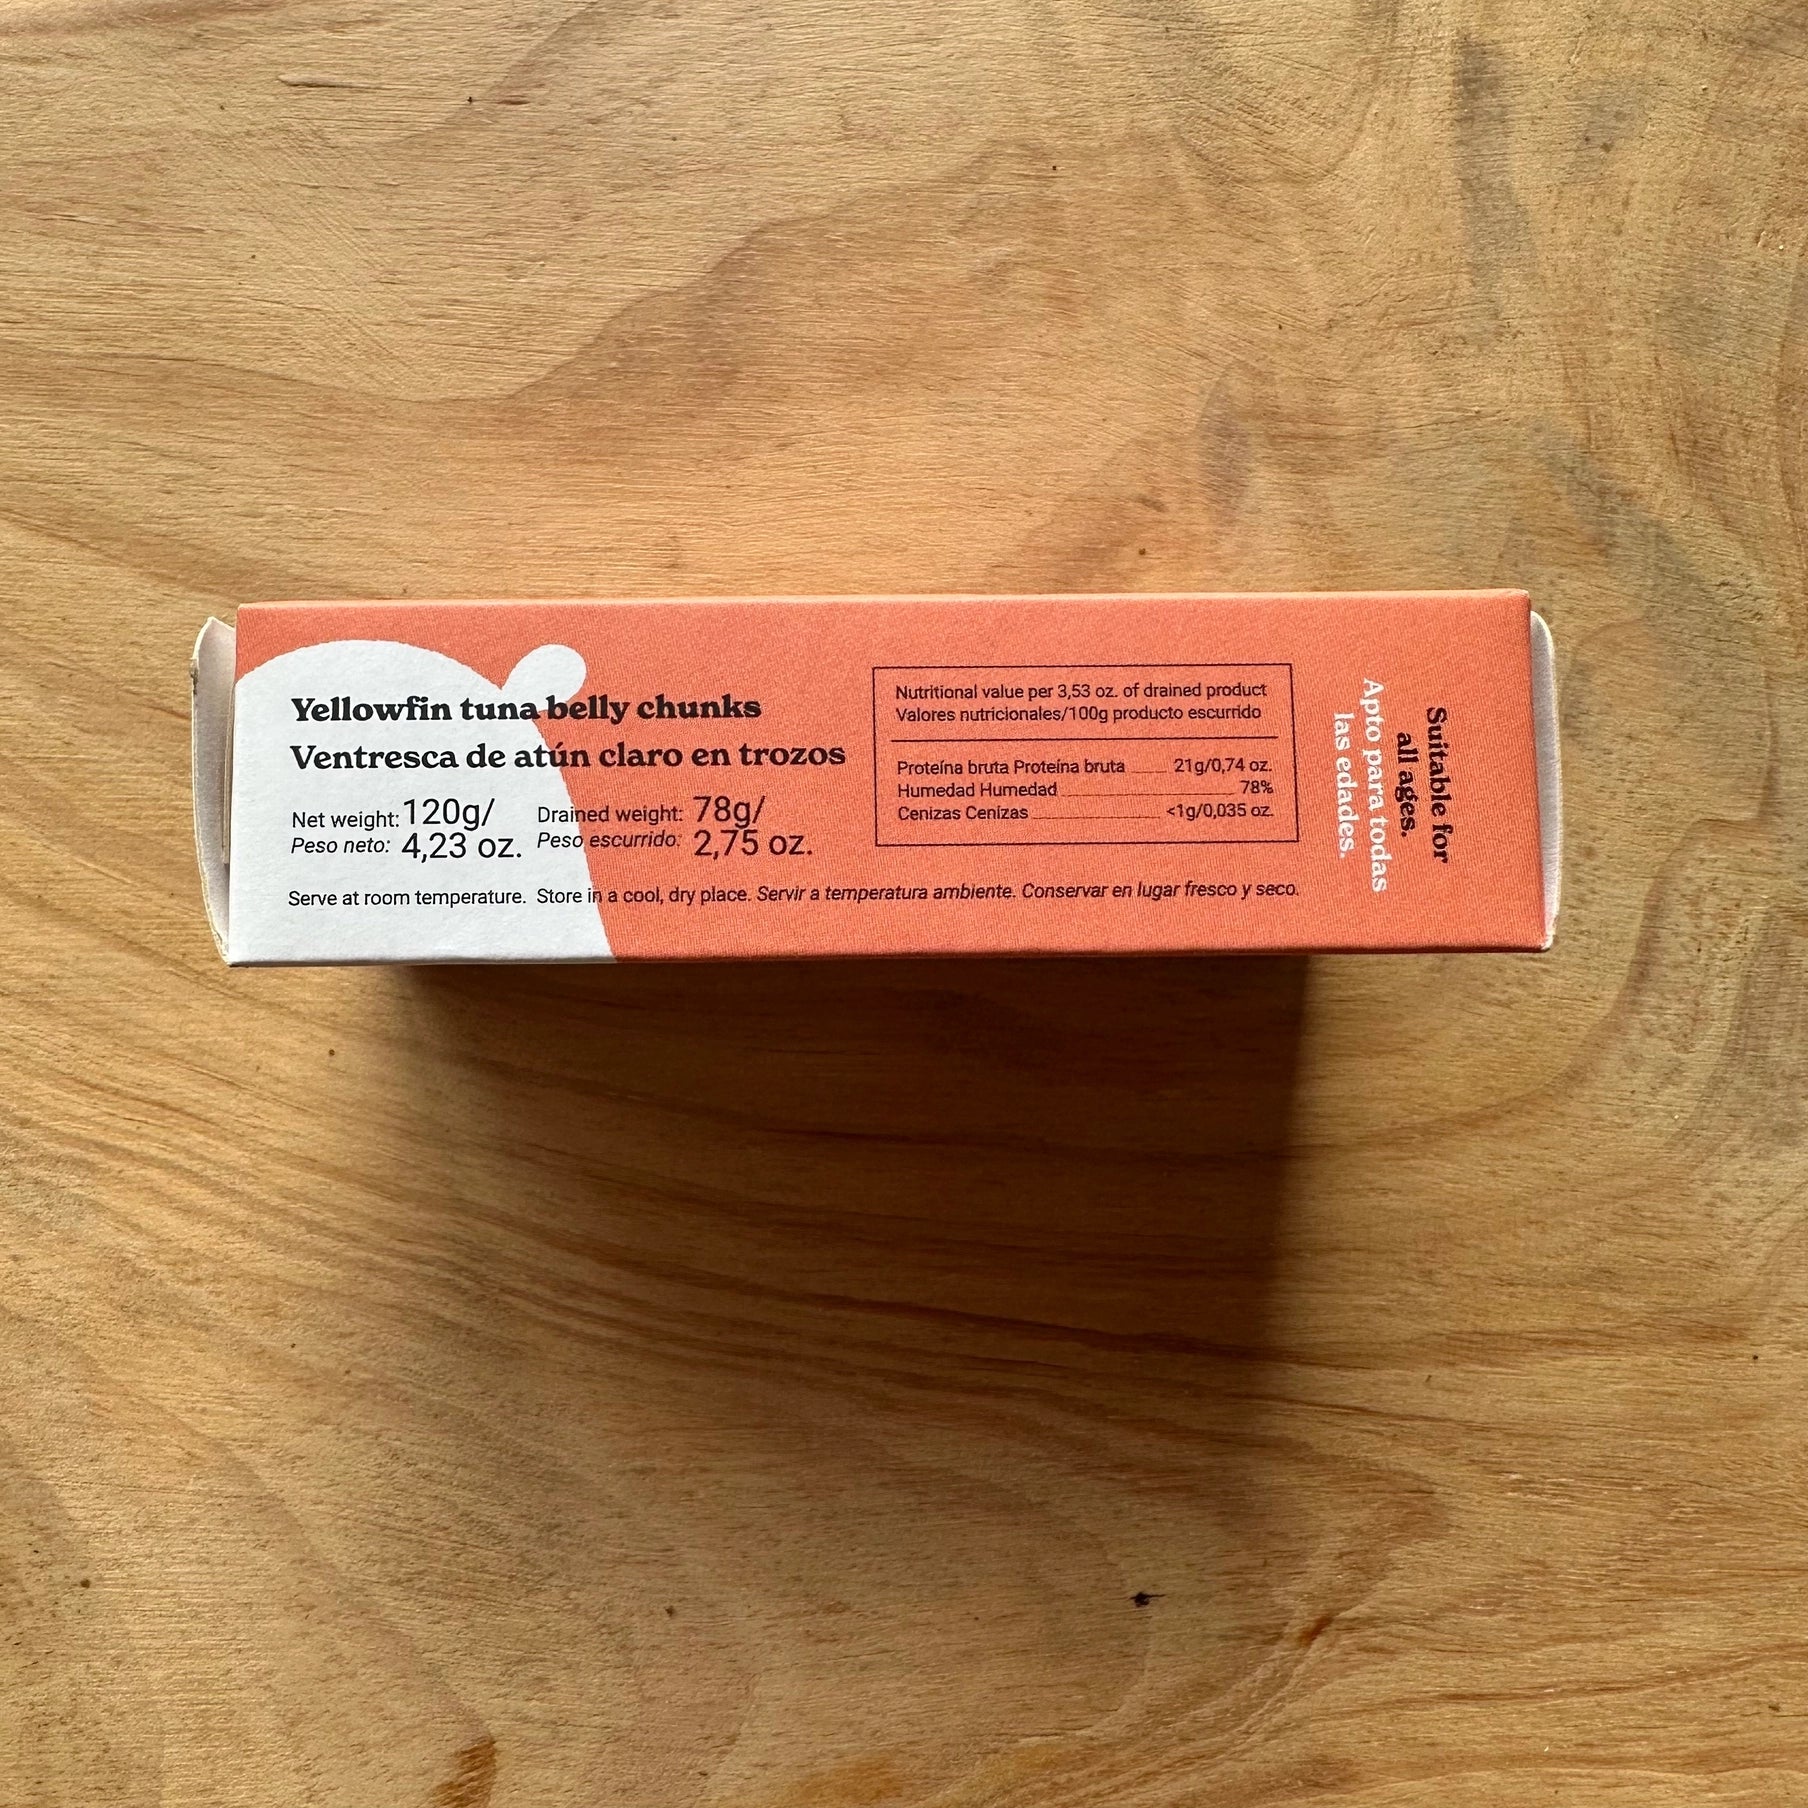 Yellowfin tuna belly chunks
Ventresca de atún claro en trozos
Net weight: 120g/
Peso neto: 4,23 oz.
Drained weight: 78g/
Peso escurrido: 2,75 oz.
Serve at room temperature. Store in a cool, dry place. Servir a temperatura ambiente. Conservar en lugar fresco y seco.
Nutritional value per 3,53 oz. of drained product
Valores nutricionales/100g producto escurrido
Proteína bruta Proteína bruta 21g/0,74 oz.
Humedad Humedad 78%
Cenizas Cenizas <1g/0,035 oz.
Suitable for
all ages.
Apto para todas
las edades.